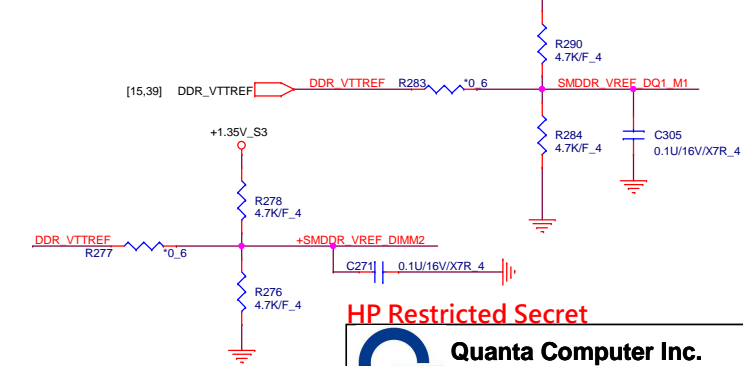 R290
4.7K/F_4
[15,39] DDR_VTTREF
DDR_VTTREF
R283
*0_6
SMDDR_VREF_DQ1_M1
R284
4.7K/F_4
C305
0.1U/16V/X7R_4
+1.35V_S3
R278
4.7K/F_4
DDR_VTTREF
R277
*0_6
+SMDDR_VREF_DIMM2
C271
0.1U/16V/X7R_4
R276
4.7K/F_4
HP Restricted Secret
Quanta Computer Inc.